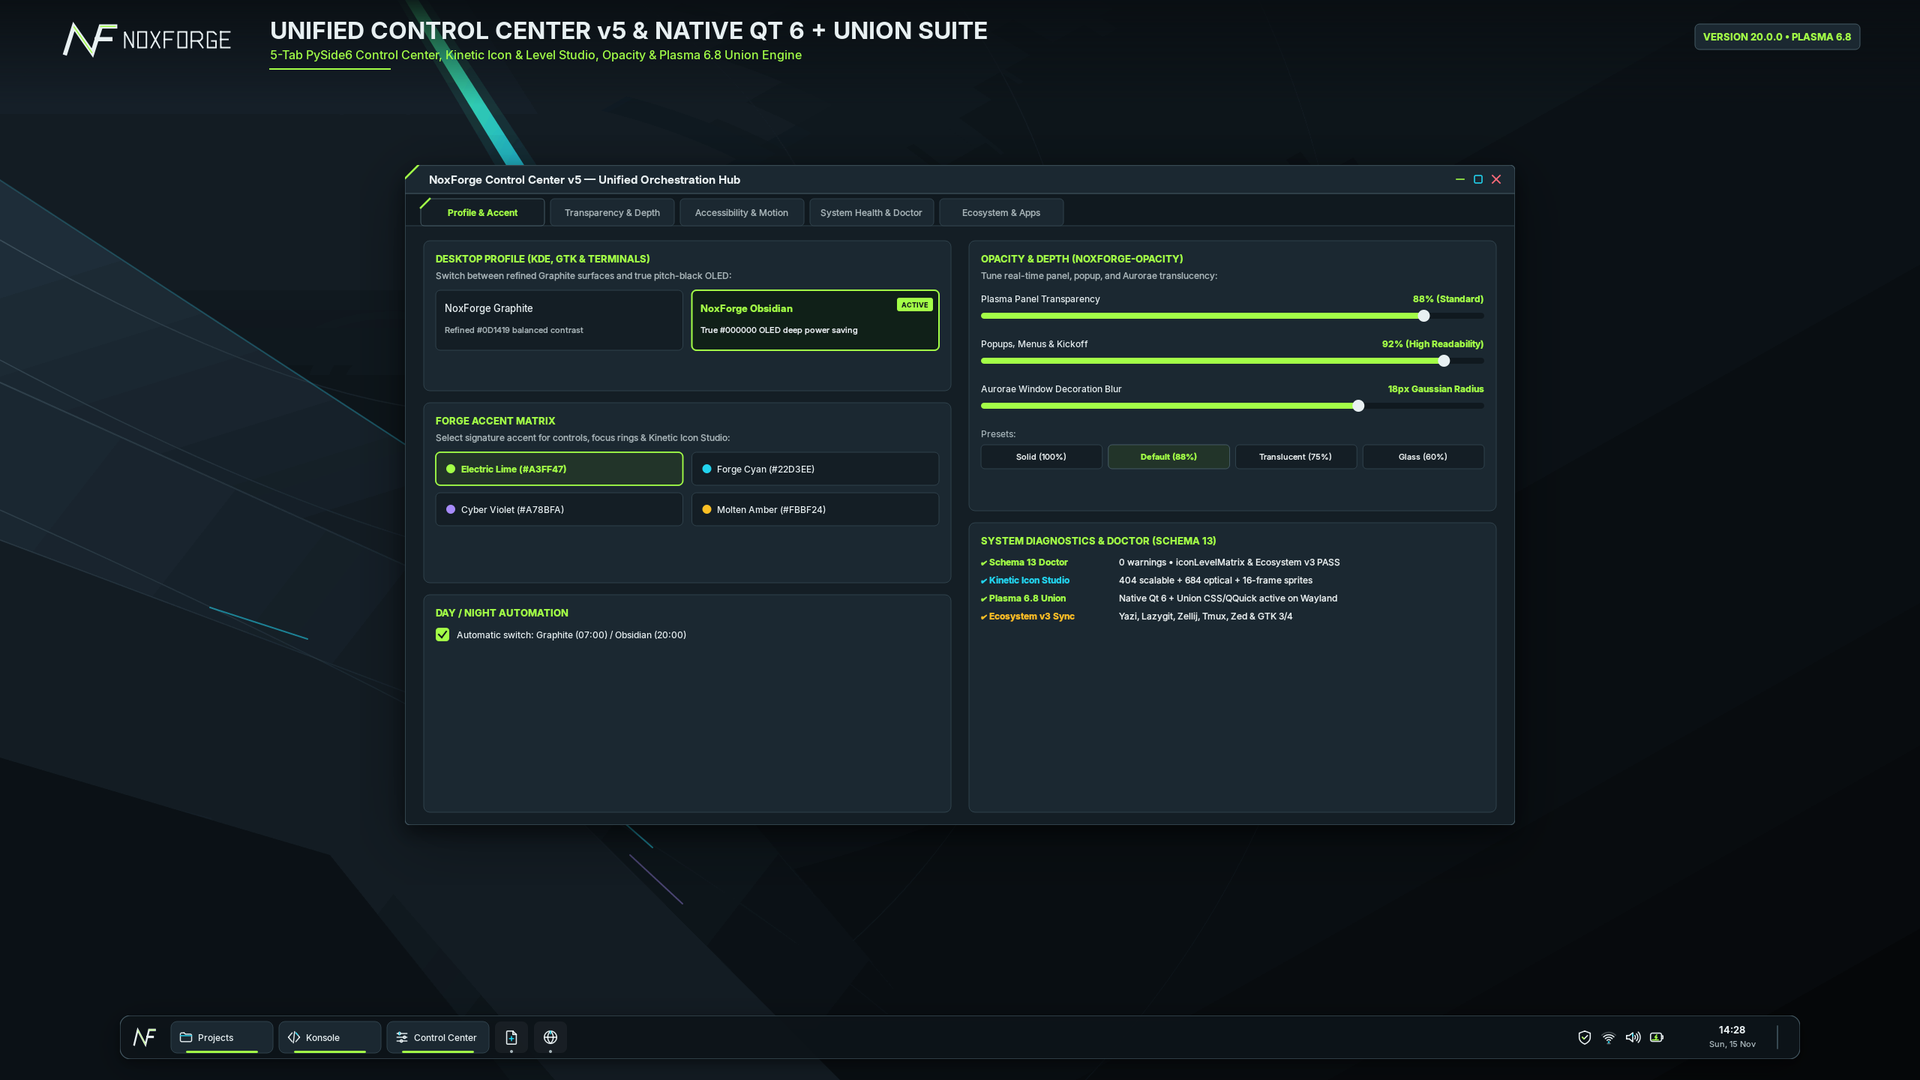 NOXFORGE
UNIFIED CONTROL CENTER v5 & NATIVE QT 6 + UNION SUITE
5-Tab PySide6 Control Center, Kinetic Icon & Level Studio, Opacity & Plasma 6.8 Union Engine
VERSION 20.0.0 • PLASMA 6.8
NoxForge Control Center v5 — Unified Orchestration Hub
Profile & Accent
Transparency & Depth
Accessibility & Motion
System Health & Doctor
Ecosystem & Apps
DESKTOP PROFILE (KDE, GTK & TERMINALS)
Switch between refined Graphite surfaces and true pitch-black OLED:
NoxForge Graphite
Refined #0D1419 balanced contrast
NoxForge Obsidian
ACTIVE
True #000000 OLED deep power saving
FORGE ACCENT MATRIX
Select signature accent for controls, focus rings & Kinetic Icon Studio:
Electric Lime (#A3FF47)
Forge Cyan (#22D3EE)
Cyber Violet (#A78BFA)
Molten Amber (#FBBF24)
DAY / NIGHT AUTOMATION
Automatic switch: Graphite (07:00) / Obsidian (20:00)
OPACITY & DEPTH (NOXFORGE-OPACITY)
Tune real-time panel, popup, and Aurorae translucency:
Plasma Panel Transparency
88% (Standard)
Popups, Menus & Kickoff
92% (High Readability)
Aurorae Window Decoration Blur
18px Gaussian Radius
Presets:
Solid (100%)
Default (88%)
Translucent (75%)
Glass (60%)
SYSTEM DIAGNOSTICS & DOCTOR (SCHEMA 13)
✔ Schema 13 Doctor
0 warnings • iconLevelMatrix & Ecosystem v3 PASS
✔ Kinetic Icon Studio
404 scalable + 684 optical + 16-frame sprites
✔ Plasma 6.8 Union
Native Qt 6 + Union CSS/QQuick active on Wayland
✔ Ecosystem v3 Sync
Yazi, Lazygit, Zellij, Tmux, Zed & GTK 3/4
Projects
Konsole
Control Center
14:28
Sun, 15 Nov